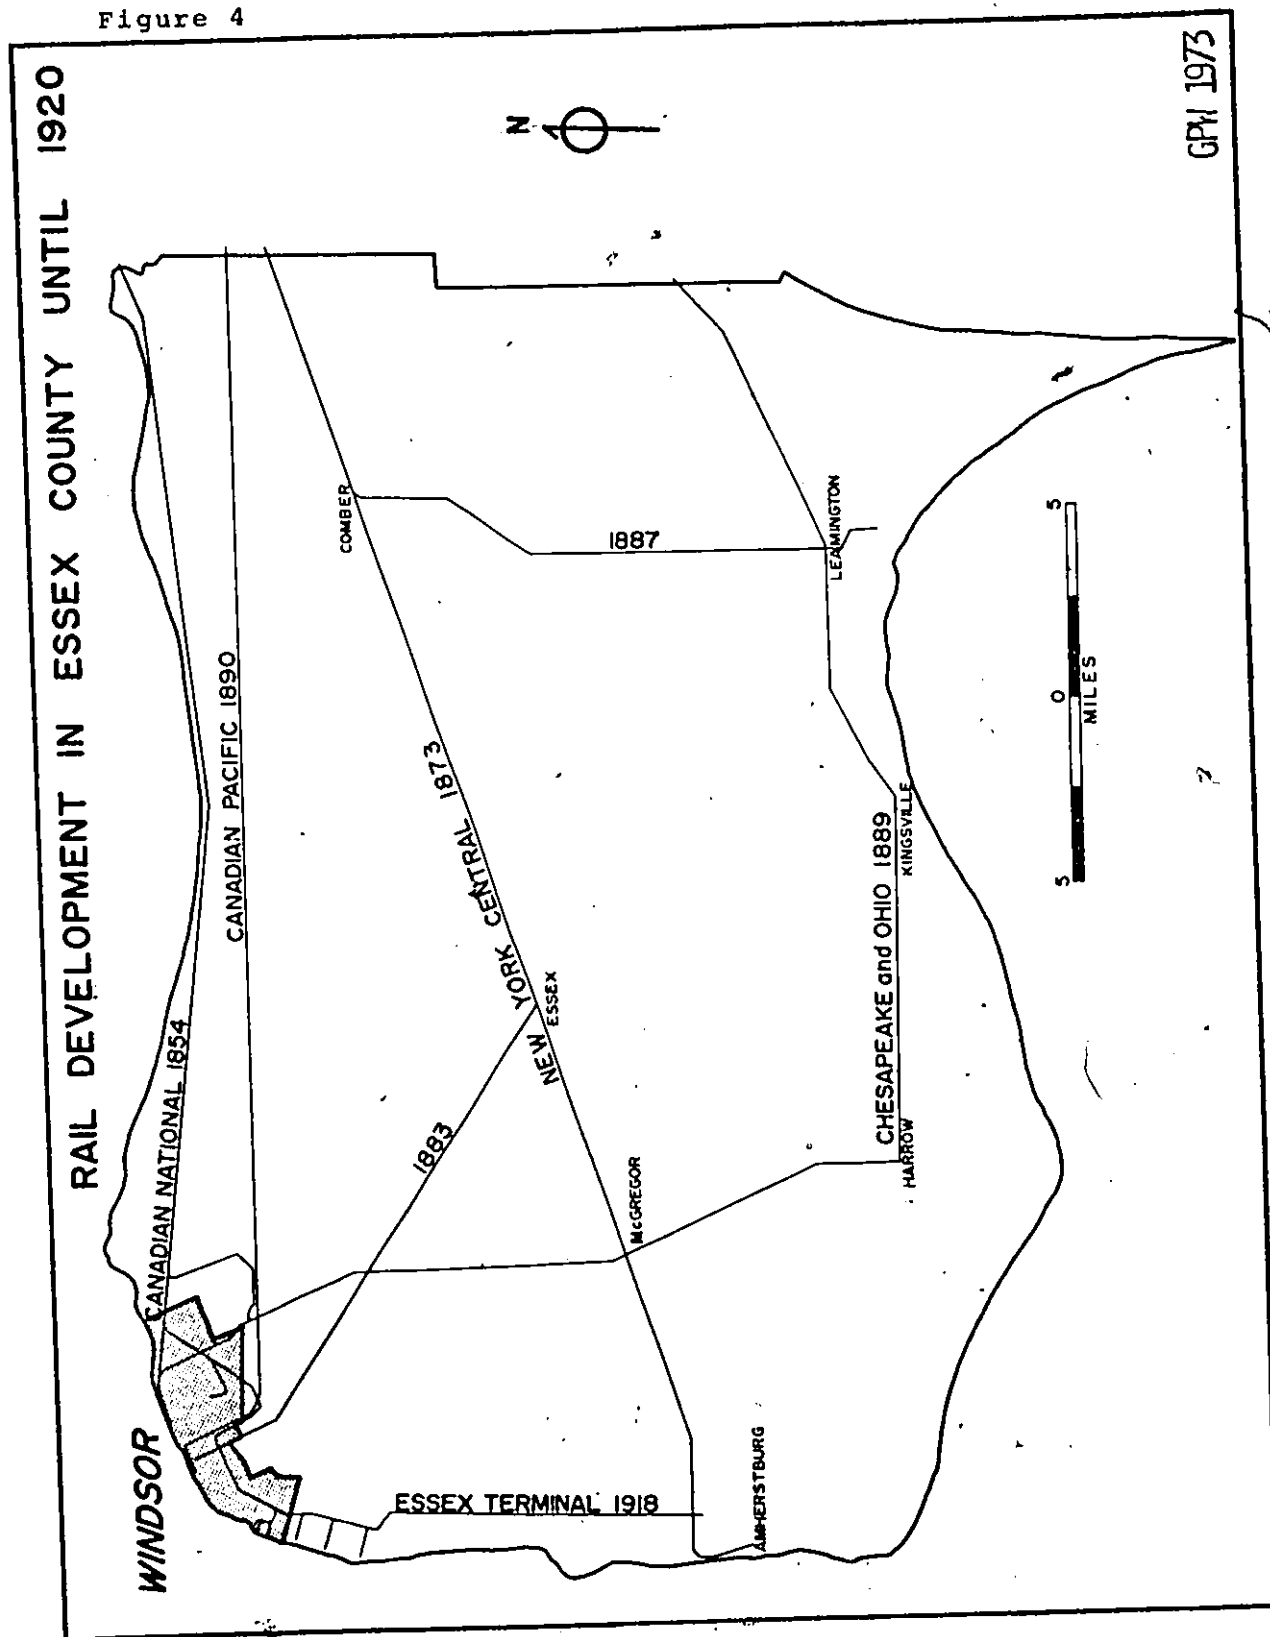 Figure 4
RAIL DEVELOPMENT IN ESSEX COUNTY UNTIL 1920
N
WINDSOR
CANADIAN NATIONAL 1854
CANADIAN PACIFIC 1890
COMBER
NEW YORK CENTRAL 1873
1883
ESSEX
1887
McGREGOR
LEAMINGTON
ESSEX TERMINAL 1918
AMHERSTBURG
CHESAPEAKE and OHIO 1889
KINGSVILLE
HARROW
5 0 5
MILES
GPW 1973